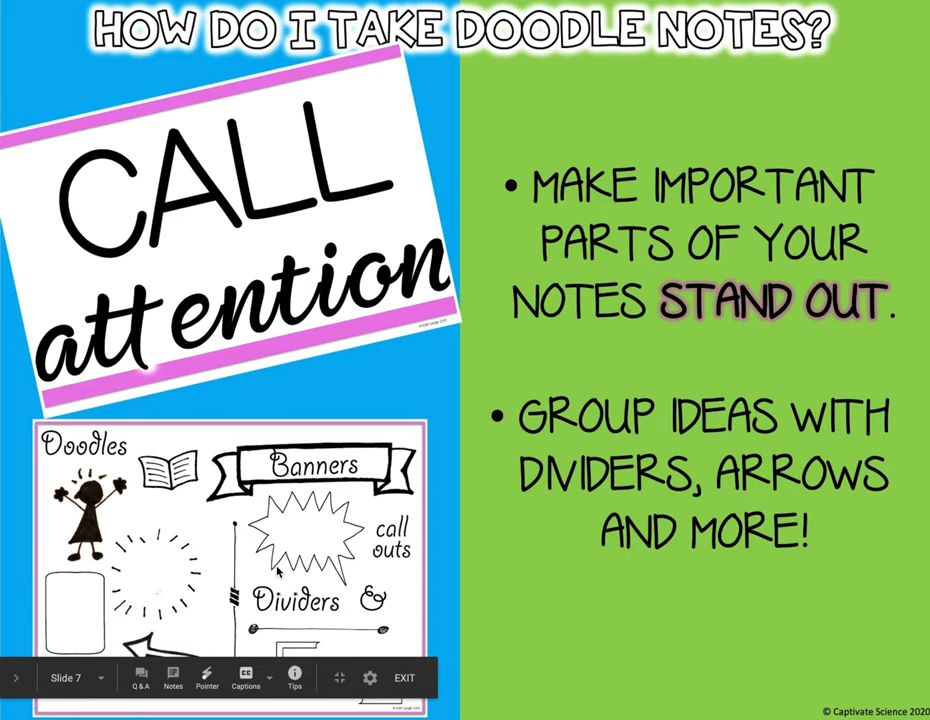 HOW DO I TAKE DOODLE NOTES?
CALL
attention
• MAKE IMPORTANT
PARTS OF YOUR
NOTES STAND OUT.
• GROUP IDEAS WITH
DIVIDERS, ARROWS
AND MORE!
Doodles
Banners
call
outs
Dividers &
Slide 7
Q & A
Notes
Pointer
CC
Captions
Tips
EXIT
© Captivate Science 2020